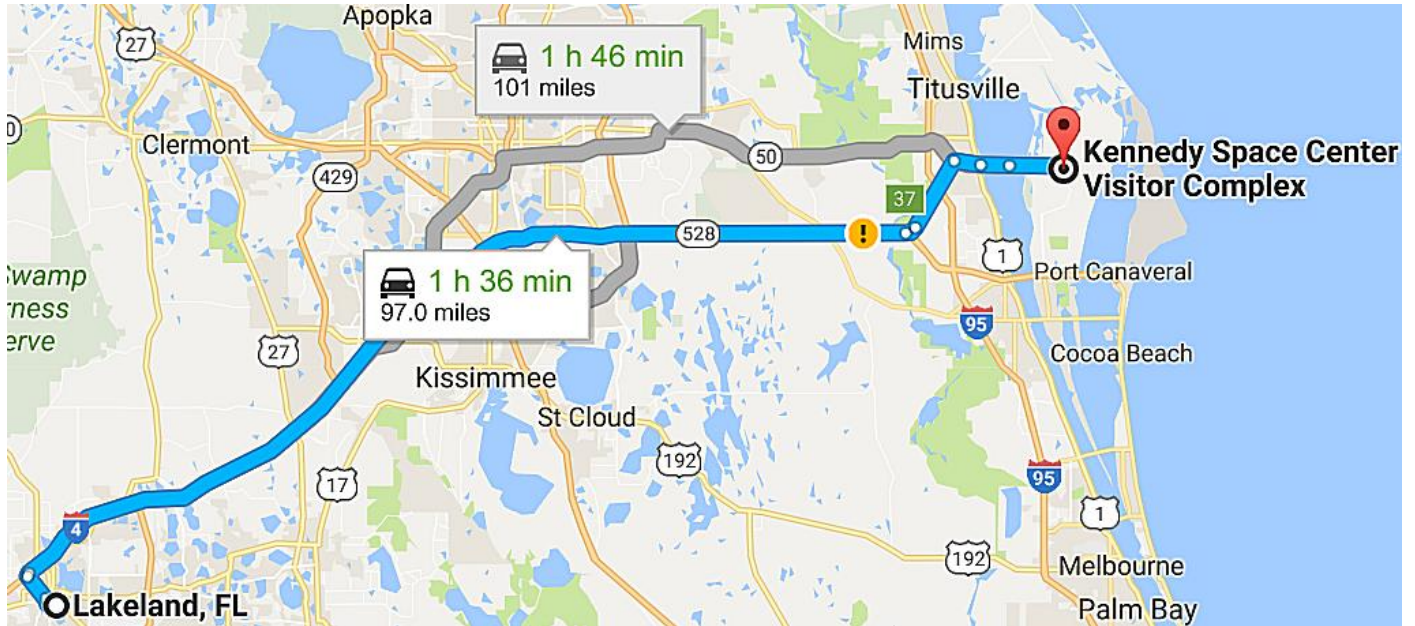 Apopka
27
1 h 46 min
101 miles
Mims
Titusville
Clermont
50
Kennedy Space Center
Visitor Complex
429
37
528
!
1
1 h 36 min
97.0 miles
Port Canaveral
Swamp
rness
erve
27
95
Cocoa Beach
Kissimmee
St Cloud
192
17
95
4
1
192
Melbourne
Lakeland, FL
Palm Bay